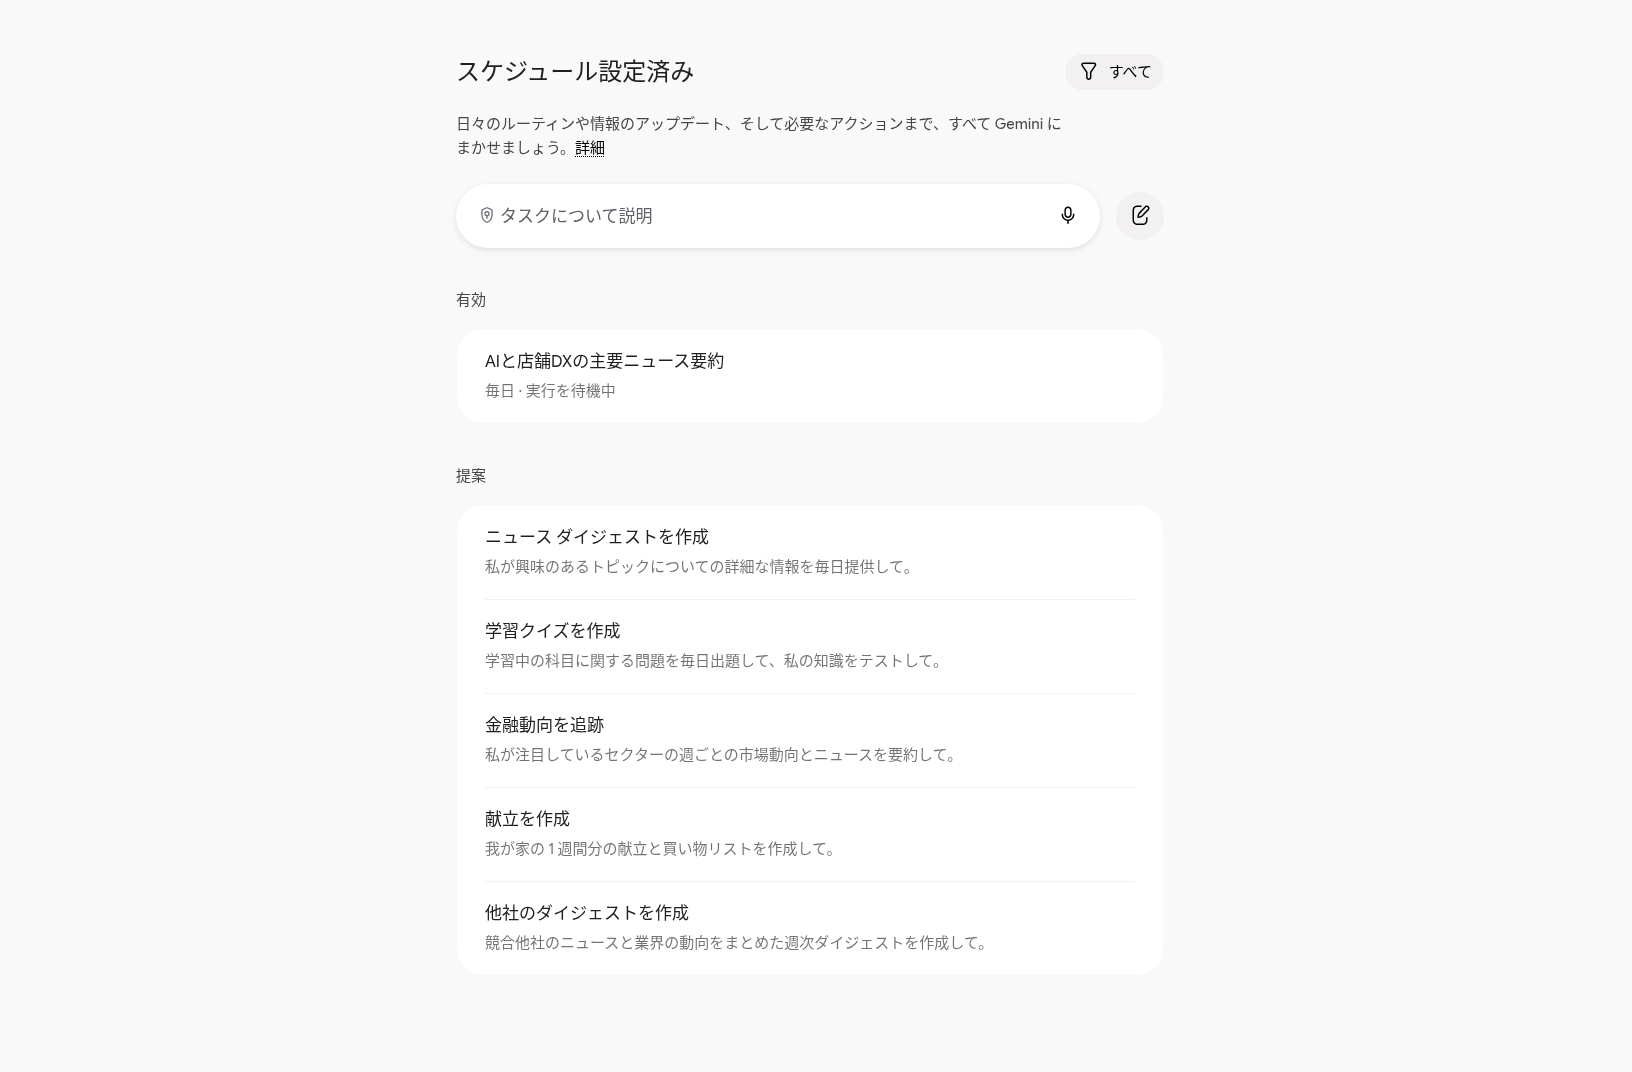 スケジュール設定済み
すべて
日々のルーティンや情報のアップデート、そして必要なアクションまで、すべて Gemini に
まかせましょう。詳細
タスクについて説明
有効
AIと店舗DXの主要ニュース要約
毎日 · 実行を待機中
提案
ニュース ダイジェストを作成
私が興味のあるトピックについての詳細な情報を毎日提供して。
学習クイズを作成
学習中の科目に関する問題を毎日出題して、私の知識をテストして。
金融動向を追跡
私が注目しているセクターの週ごとの市場動向とニュースを要約して。
献立を作成
我が家の 1 週間分の献立と買い物リストを作成して。
他社のダイジェストを作成
競合他社のニュースと業界の動向をまとめた週次ダイジェストを作成して。